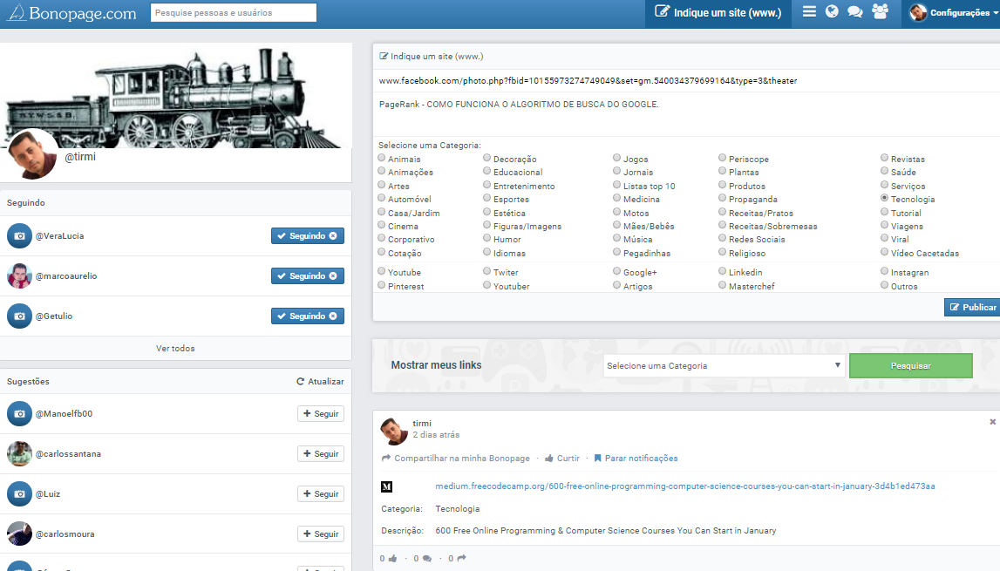 Bonopage.com
Pesquise pessoas e usuários
Indique um site (www.)
Configurações
N.Y.W.S.& B.
@tirmi
Seguindo
@VeraLucia
Seguindo
@marcoaurelio
Seguindo
@Getulio
Seguindo
Ver todos
Sugestões
Atualizar
@Manoelfb00
Seguir
@carlossantana
Seguir
@Luiz
Seguir
@carlosmoura
Seguir
Indique um site (www.)
www.facebook.com/photo.php?fbid=10155973274749049&set=gm.540034379699164&type=3&theater
PageRank - COMO FUNCIONA O ALGORITMO DE BUSCA DO GOOGLE.
Selecione uma Categoria:
Animais Decoração Jogos Periscope Revistas
Animações Educacional Jornais Plantas Saúde
Artes Entretenimento Listas top 10 Produtos Serviços
Automóvel Esportes Medicina Propaganda Tecnologia
Casa/Jardim Estética Motos Receitas/Pratos Tutorial
Cinema Figuras/Imagens Mães/Bebês Receitas/Sobremesas Viagens
Corporativo Humor Música Redes Sociais Viral
Cotação Idiomas Pegadinhas Religioso Vídeo Cacetadas
Youtube Twiter Google+ Linkedin Instagran
Pinterest Youtuber Artigos Masterchef Outros
Publicar
Mostrar meus links
Selecione uma Categoria
Pesquisar
tirmi
2 dias atrás
Compartilhar na minha Bonopage · Curtir · Parar notificações
M
medium.freecodecamp.org/600-free-online-programming-computer-science-courses-you-can-start-in-january-3d4b1ed473aa
Categoria: Tecnologia
Descrição: 600 Free Online Programming & Computer Science Courses You Can Start in January
0 · 0 · 0